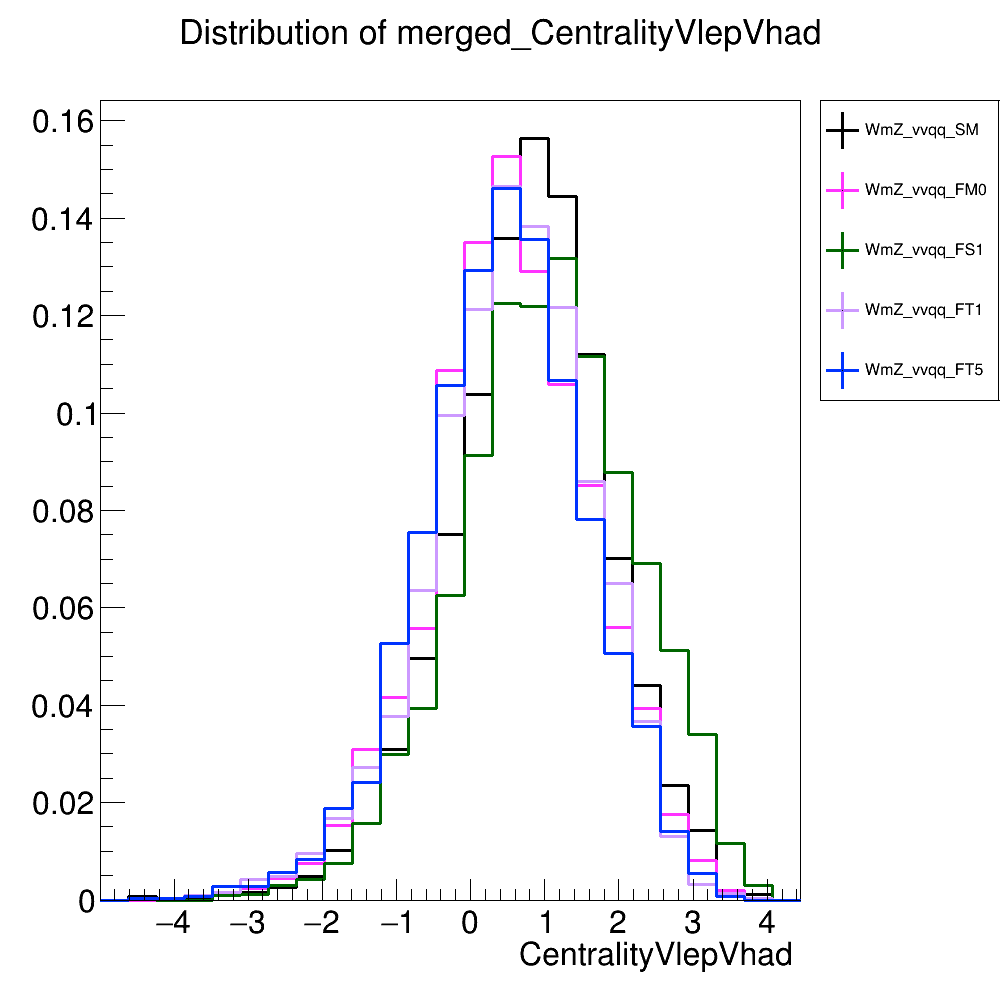 Distribution of merged_CentralityVlepVhad
0.16
0.14
0.12
0.1
0.08
0.06
0.04
0.02
0
−4 −3 −2 −1 0 1 2 3 4
CentralityVlepVhad
WmZ_vvqq_SM
WmZ_vvqq_FM0
WmZ_vvqq_FS1
WmZ_vvqq_FT1
WmZ_vvqq_FT5